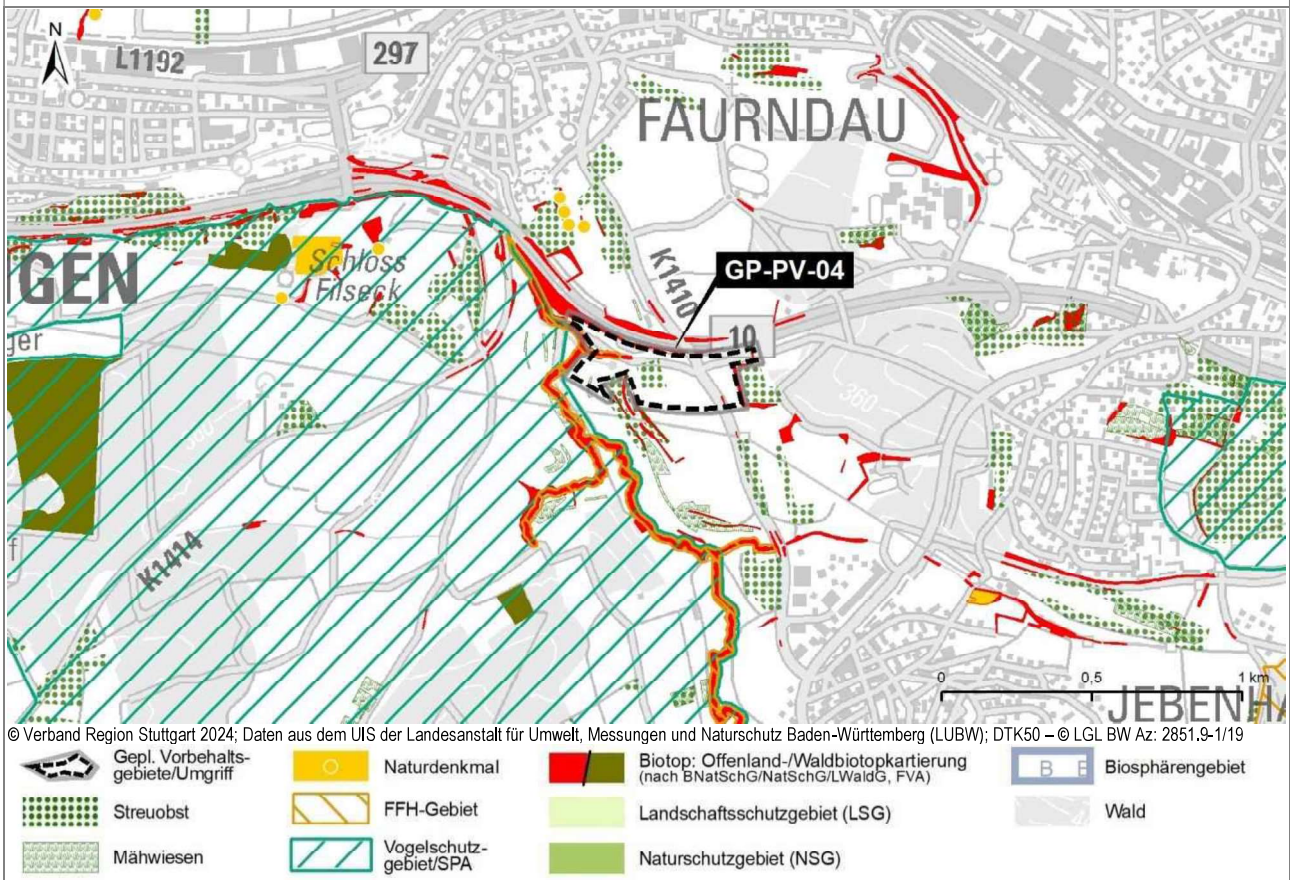 N
L1192
297
FAURNDAU
Schloss
Filseck
IGEN
K1410
GP-PV-04
10
ger
360
360
K1414
f
0
0,5
1 km
JEBENHA
© Verband Region Stuttgart 2024; Daten aus dem UIS der Landesanstalt für Umwelt, Messungen und Naturschutz Baden-Württemberg (LUBW); DTK50 – © LGL BW Az: 2851.9-1/19
Gepl. Vorbehalts-
gebiete/Umgriff
Naturdenkmal
Biotop: Offenland-/Waldbiotopkartierung
(nach BNatSchG/NatSchG/LWaldG, FVA)
B B
Biosphärengebiet
Streuobst
FFH-Gebiet
Landschaftsschutzgebiet (LSG)
Wald
Mähwiesen
Vogelschutz-
gebiet/SPA
Naturschutzgebiet (NSG)